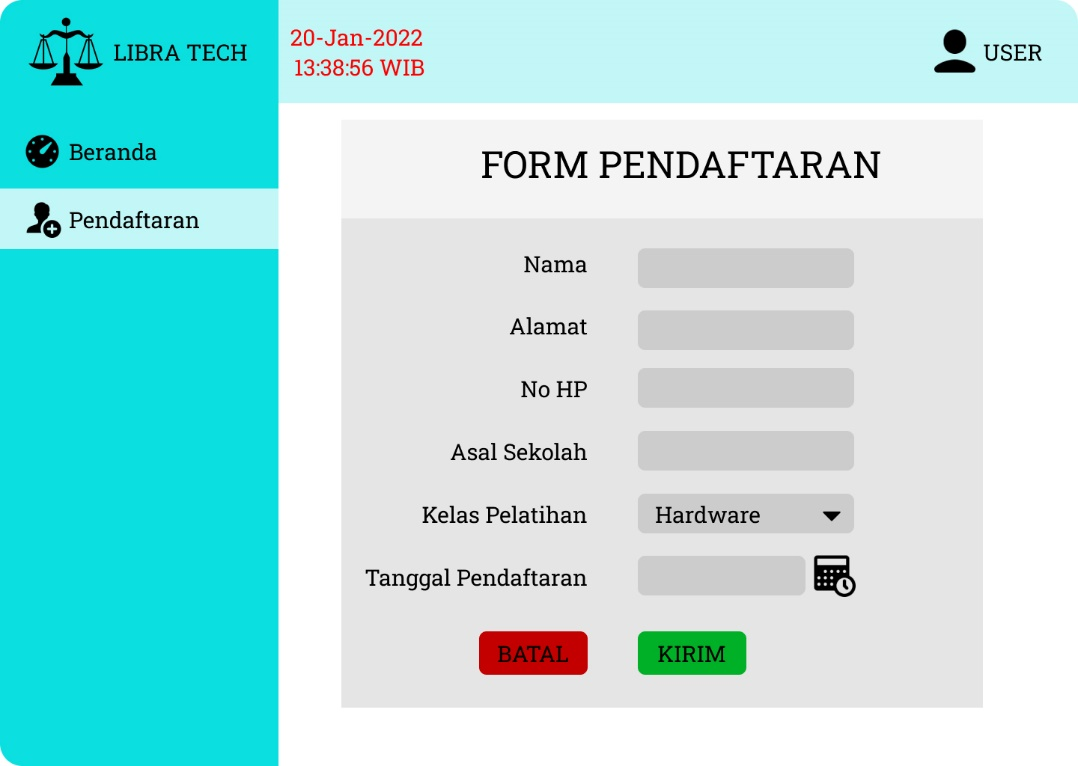 LIBRA TECH
20-Jan-2022
13:38:56 WIB
USER
Beranda
Pendaftaran
FORM PENDAFTARAN
Nama
Alamat
No HP
Asal Sekolah
Kelas Pelatihan
Hardware
Tanggal Pendaftaran
BATAL
KIRIM